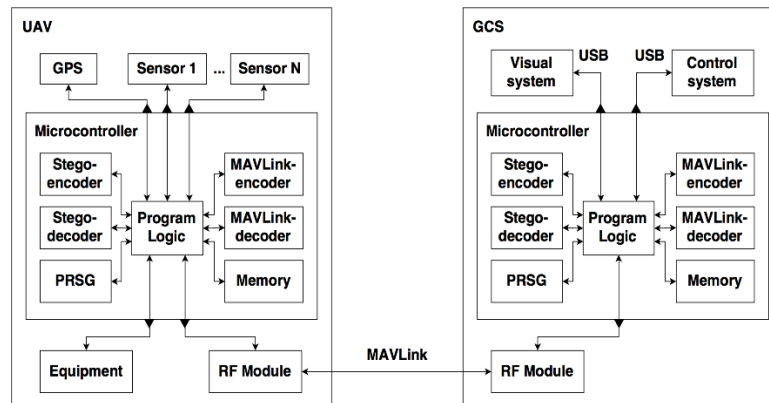 UAV
GPS
Sensor 1
...
Sensor N
Microcontroller
Stego-
encoder
MAVLink-
encoder
Stego-
decoder
Program
Logic
MAVLink-
decoder
PRSG
Memory
Equipment
RF Module
MAVLink
GCS
Visual
system
USB
USB
Control
system
Microcontroller
Stego-
encoder
MAVLink-
encoder
Stego-
decoder
Program
Logic
MAVLink-
decoder
PRSG
Memory
RF Module